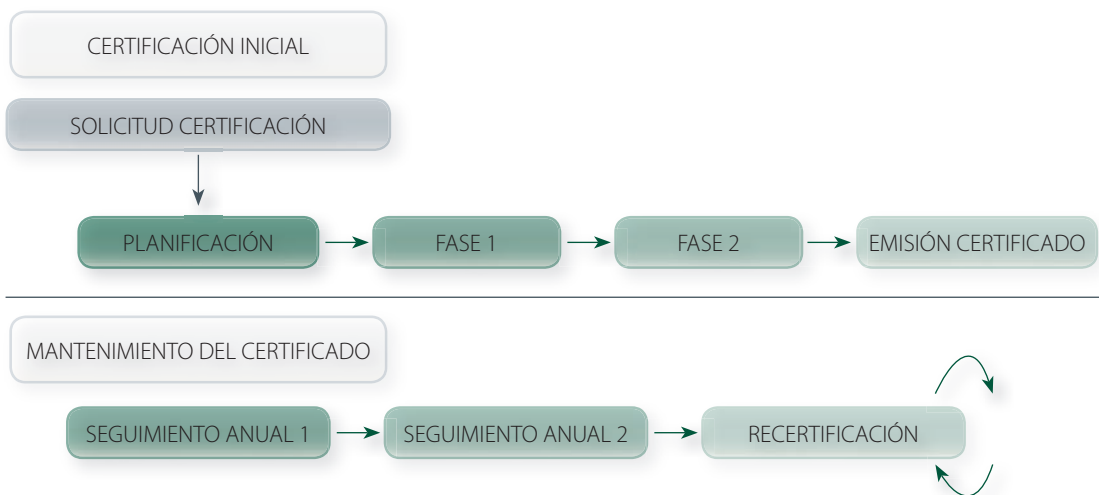 CERTIFICACIÓN INICIAL
SOLICITUD CERTIFICACIÓN
PLANIFICACIÓN
FASE 1
FASE 2
EMISIÓN CERTIFICADO
MANTENIMIENTO DEL CERTIFICADO
SEGUIMIENTO ANUAL 1
SEGUIMIENTO ANUAL 2
RECERTIFICACIÓN